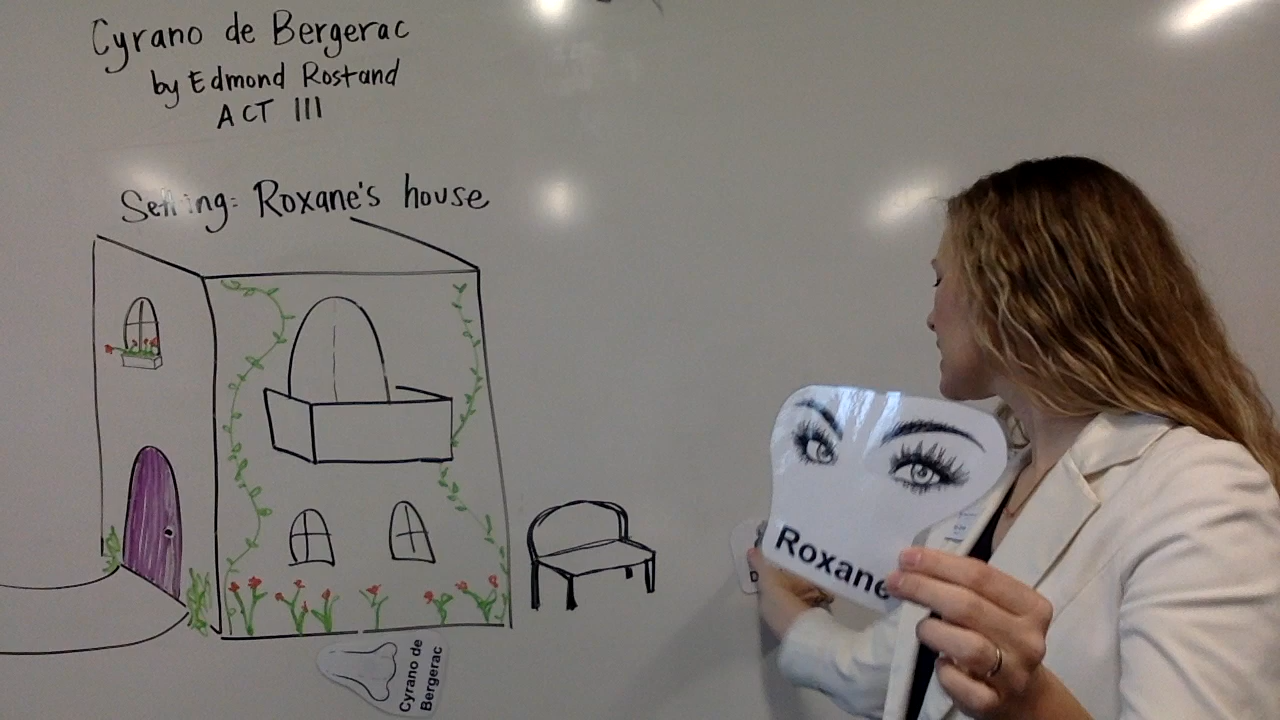 Cyrano de Bergerac
by Edmond Rostand
ACT III
Setting: Roxane's house
Roxane
Cyrano de
Bergerac